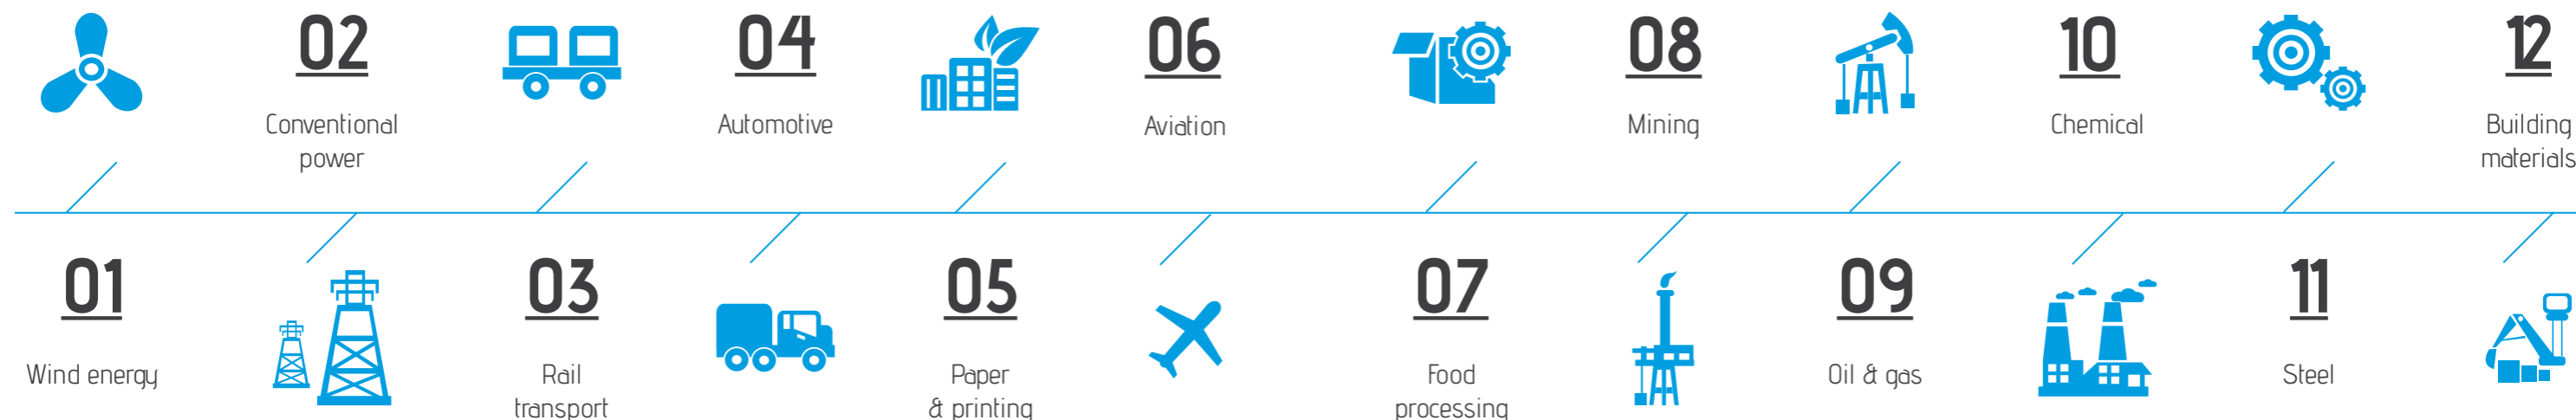 01
Wind energy
02
Conventional
power
03
Rail
transport
04
Automotive
05
Paper
& printing
06
Aviation
07
Food
processing
08
Mining
09
Oil & gas
10
Chemical
11
Steel
12
Building
materials